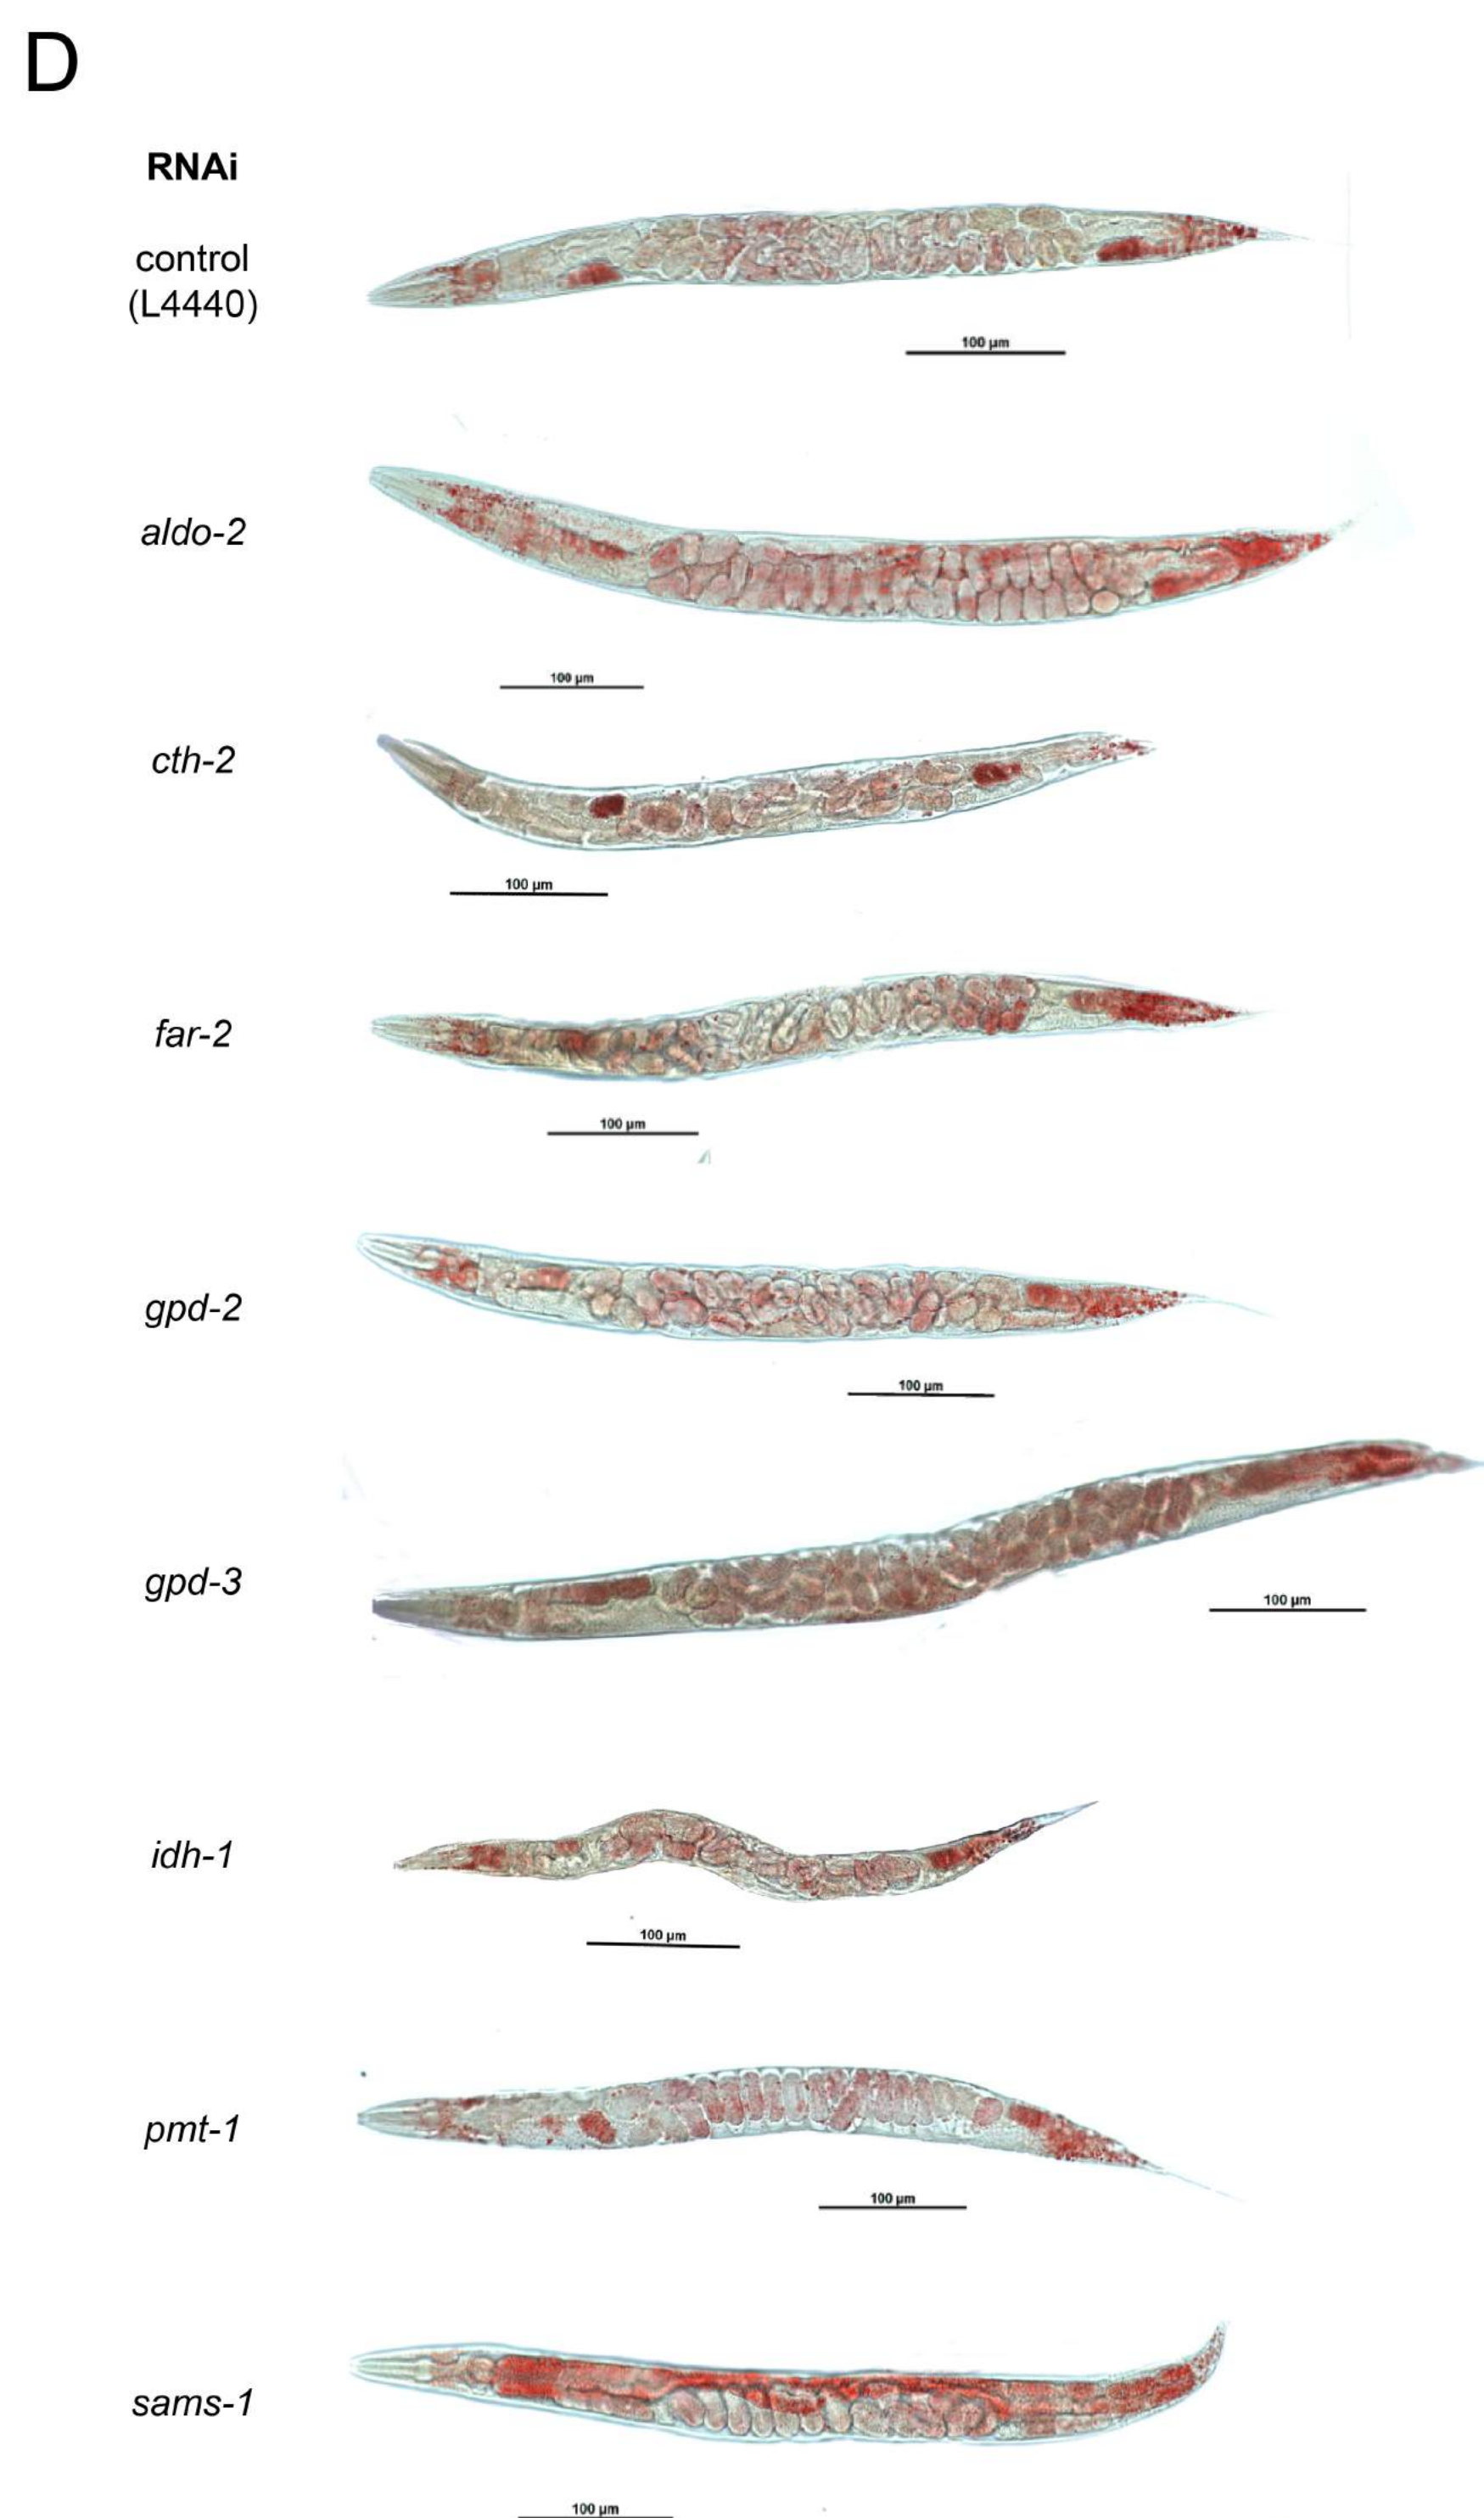 D
RNAi
control
(L4440)
100 µm
aldo-2
100 µm
cth-2
100 µm
far-2
100 µm
gpd-2
100 µm
gpd-3
100 µm
idh-1
100 µm
pmt-1
100 µm
sams-1
100 µm